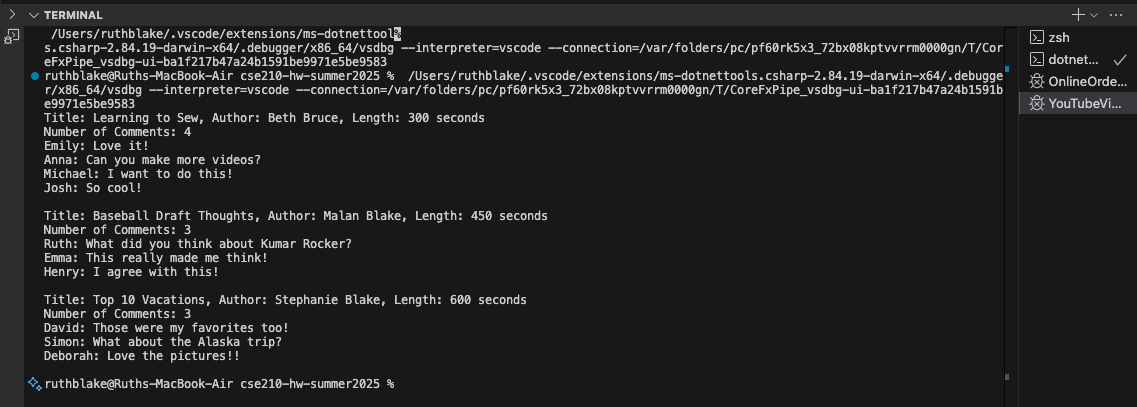 TERMINAL
/Users/ruthblake/.vscode/extensions/ms-dotnettool%
s.csharp-2.84.19-darwin-x64/.debugger/x86_64/vsdbg --interpreter=vscode --connection=/var/folders/pc/pf60rk5x3_72bx08kptvvrrm0000gn/T/Cor
eFxPipe_vsdbg-ui-ba1f217b47a24b1591be9971e5be9583
ruthblake@Ruths-MacBook-Air cse210-hw-summer2025 %  /Users/ruthblake/.vscode/extensions/ms-dotnettools.csharp-2.84.19-darwin-x64/.debugge
r/x86_64/vsdbg --interpreter=vscode --connection=/var/folders/pc/pf60rk5x3_72bx08kptvvrrm0000gn/T/CoreFxPipe_vsdbg-ui-ba1f217b47a24b1591b
e9971e5be9583
Title: Learning to Sew, Author: Beth Bruce, Length: 300 seconds
Number of Comments: 4
Emily: Love it!
Anna: Can you make more videos?
Michael: I want to do this!
Josh: So cool!
Title: Baseball Draft Thoughts, Author: Malan Blake, Length: 450 seconds
Number of Comments: 3
Ruth: What did you think about Kumar Rocker?
Emma: This really made me think!
Henry: I agree with this!
Title: Top 10 Vacations, Author: Stephanie Blake, Length: 600 seconds
Number of Comments: 3
David: Those were my favorites too!
Simon: What about the Alaska trip?
Deborah: Love the pictures!!
ruthblake@Ruths-MacBook-Air cse210-hw-summer2025 %
zsh
dotnet...
OnlineOrde...
YouTubeVi...